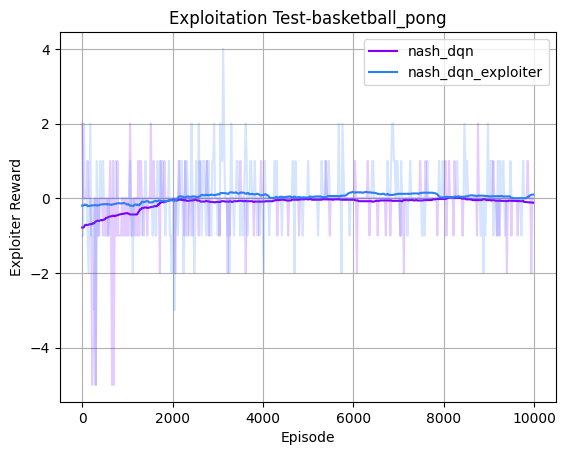 Exploitation Test-basketball_pong
nash_dqn
nash_dqn_exploiter
Exploiter Reward
4
2
0
−2
−4
0
2000
4000
6000
8000
10000
Episode